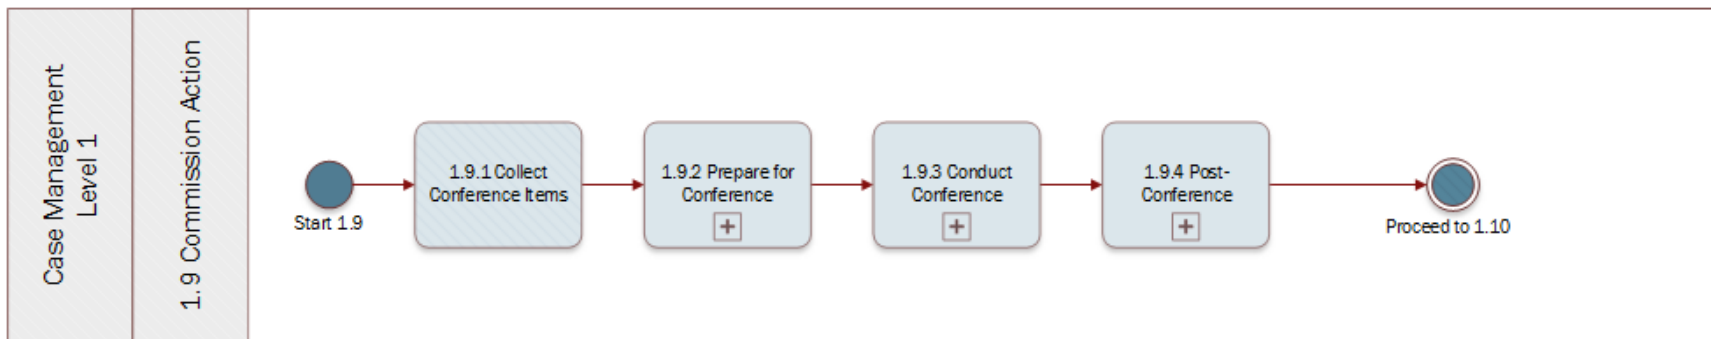 Case Management
Level 1
1.9 Commission Action
Start 1.9
1.9.1 Collect
Conference Items
1.9.2 Prepare for
Conference
1.9.3 Conduct
Conference
1.9.4 Post-
Conference
Proceed to 1.10